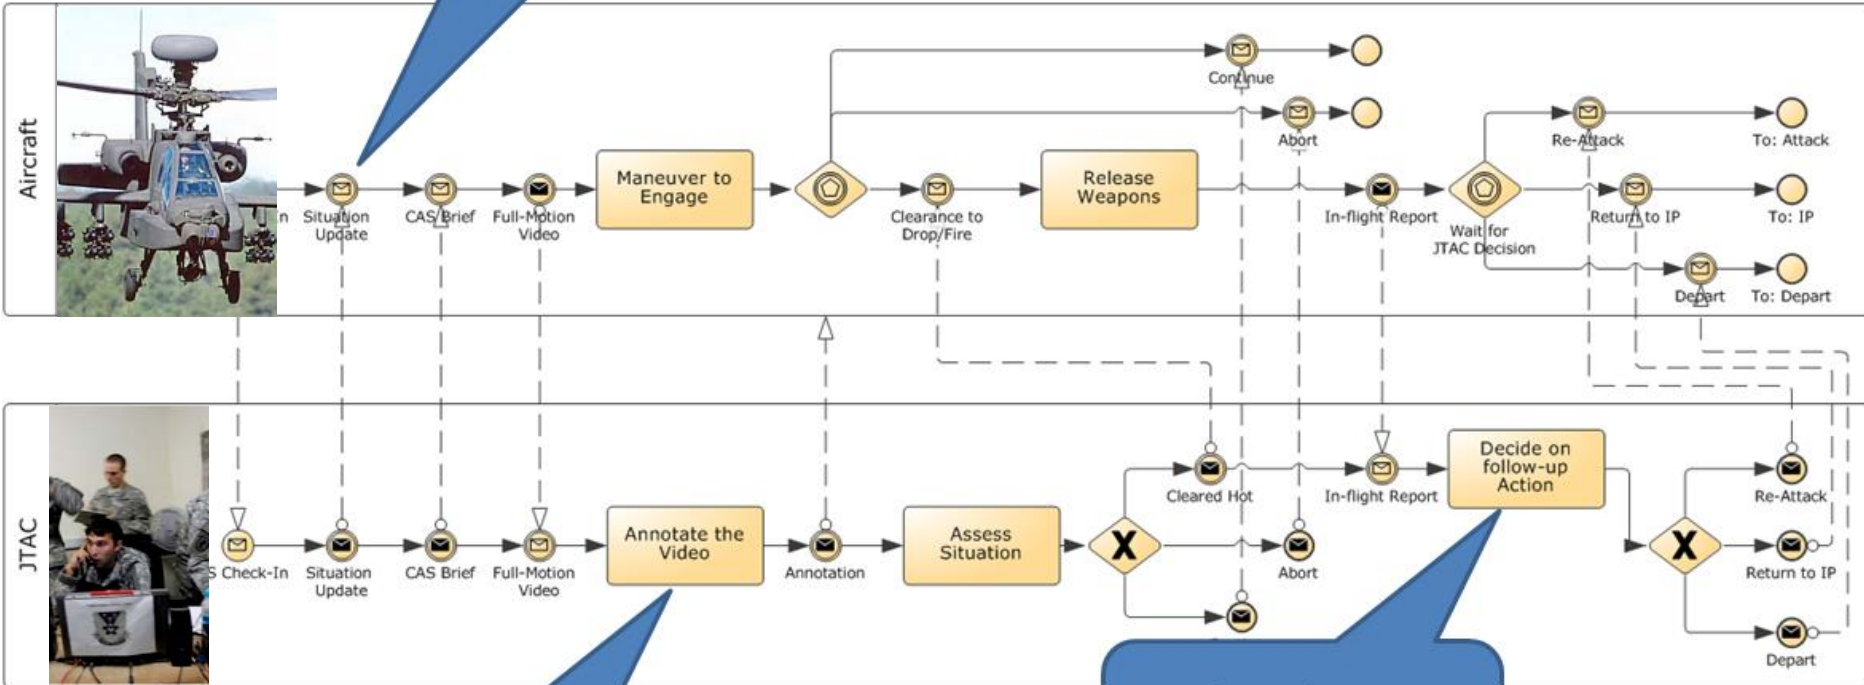 Aircraft
Continue
Abort
Re-Attack
To: Attack
Maneuver to
Engage
Release
Weapons
n
Situation
Update
CAS Brief
Full-Motion
Video
Clearance to
Drop/Fire
In-flight Report
Wait for
JTAC Decision
Return to IP
To: IP
Depart
To: Depart
JTAC
Cleared Hot
In-flight Report
Decide on
follow-up
Action
Re-Attack
Annotate the
Video
Assess
Situation
X
X
S Check-In
Situation
Update
CAS Brief
Full-Motion
Video
Annotation
Abort
Return to IP
Depart